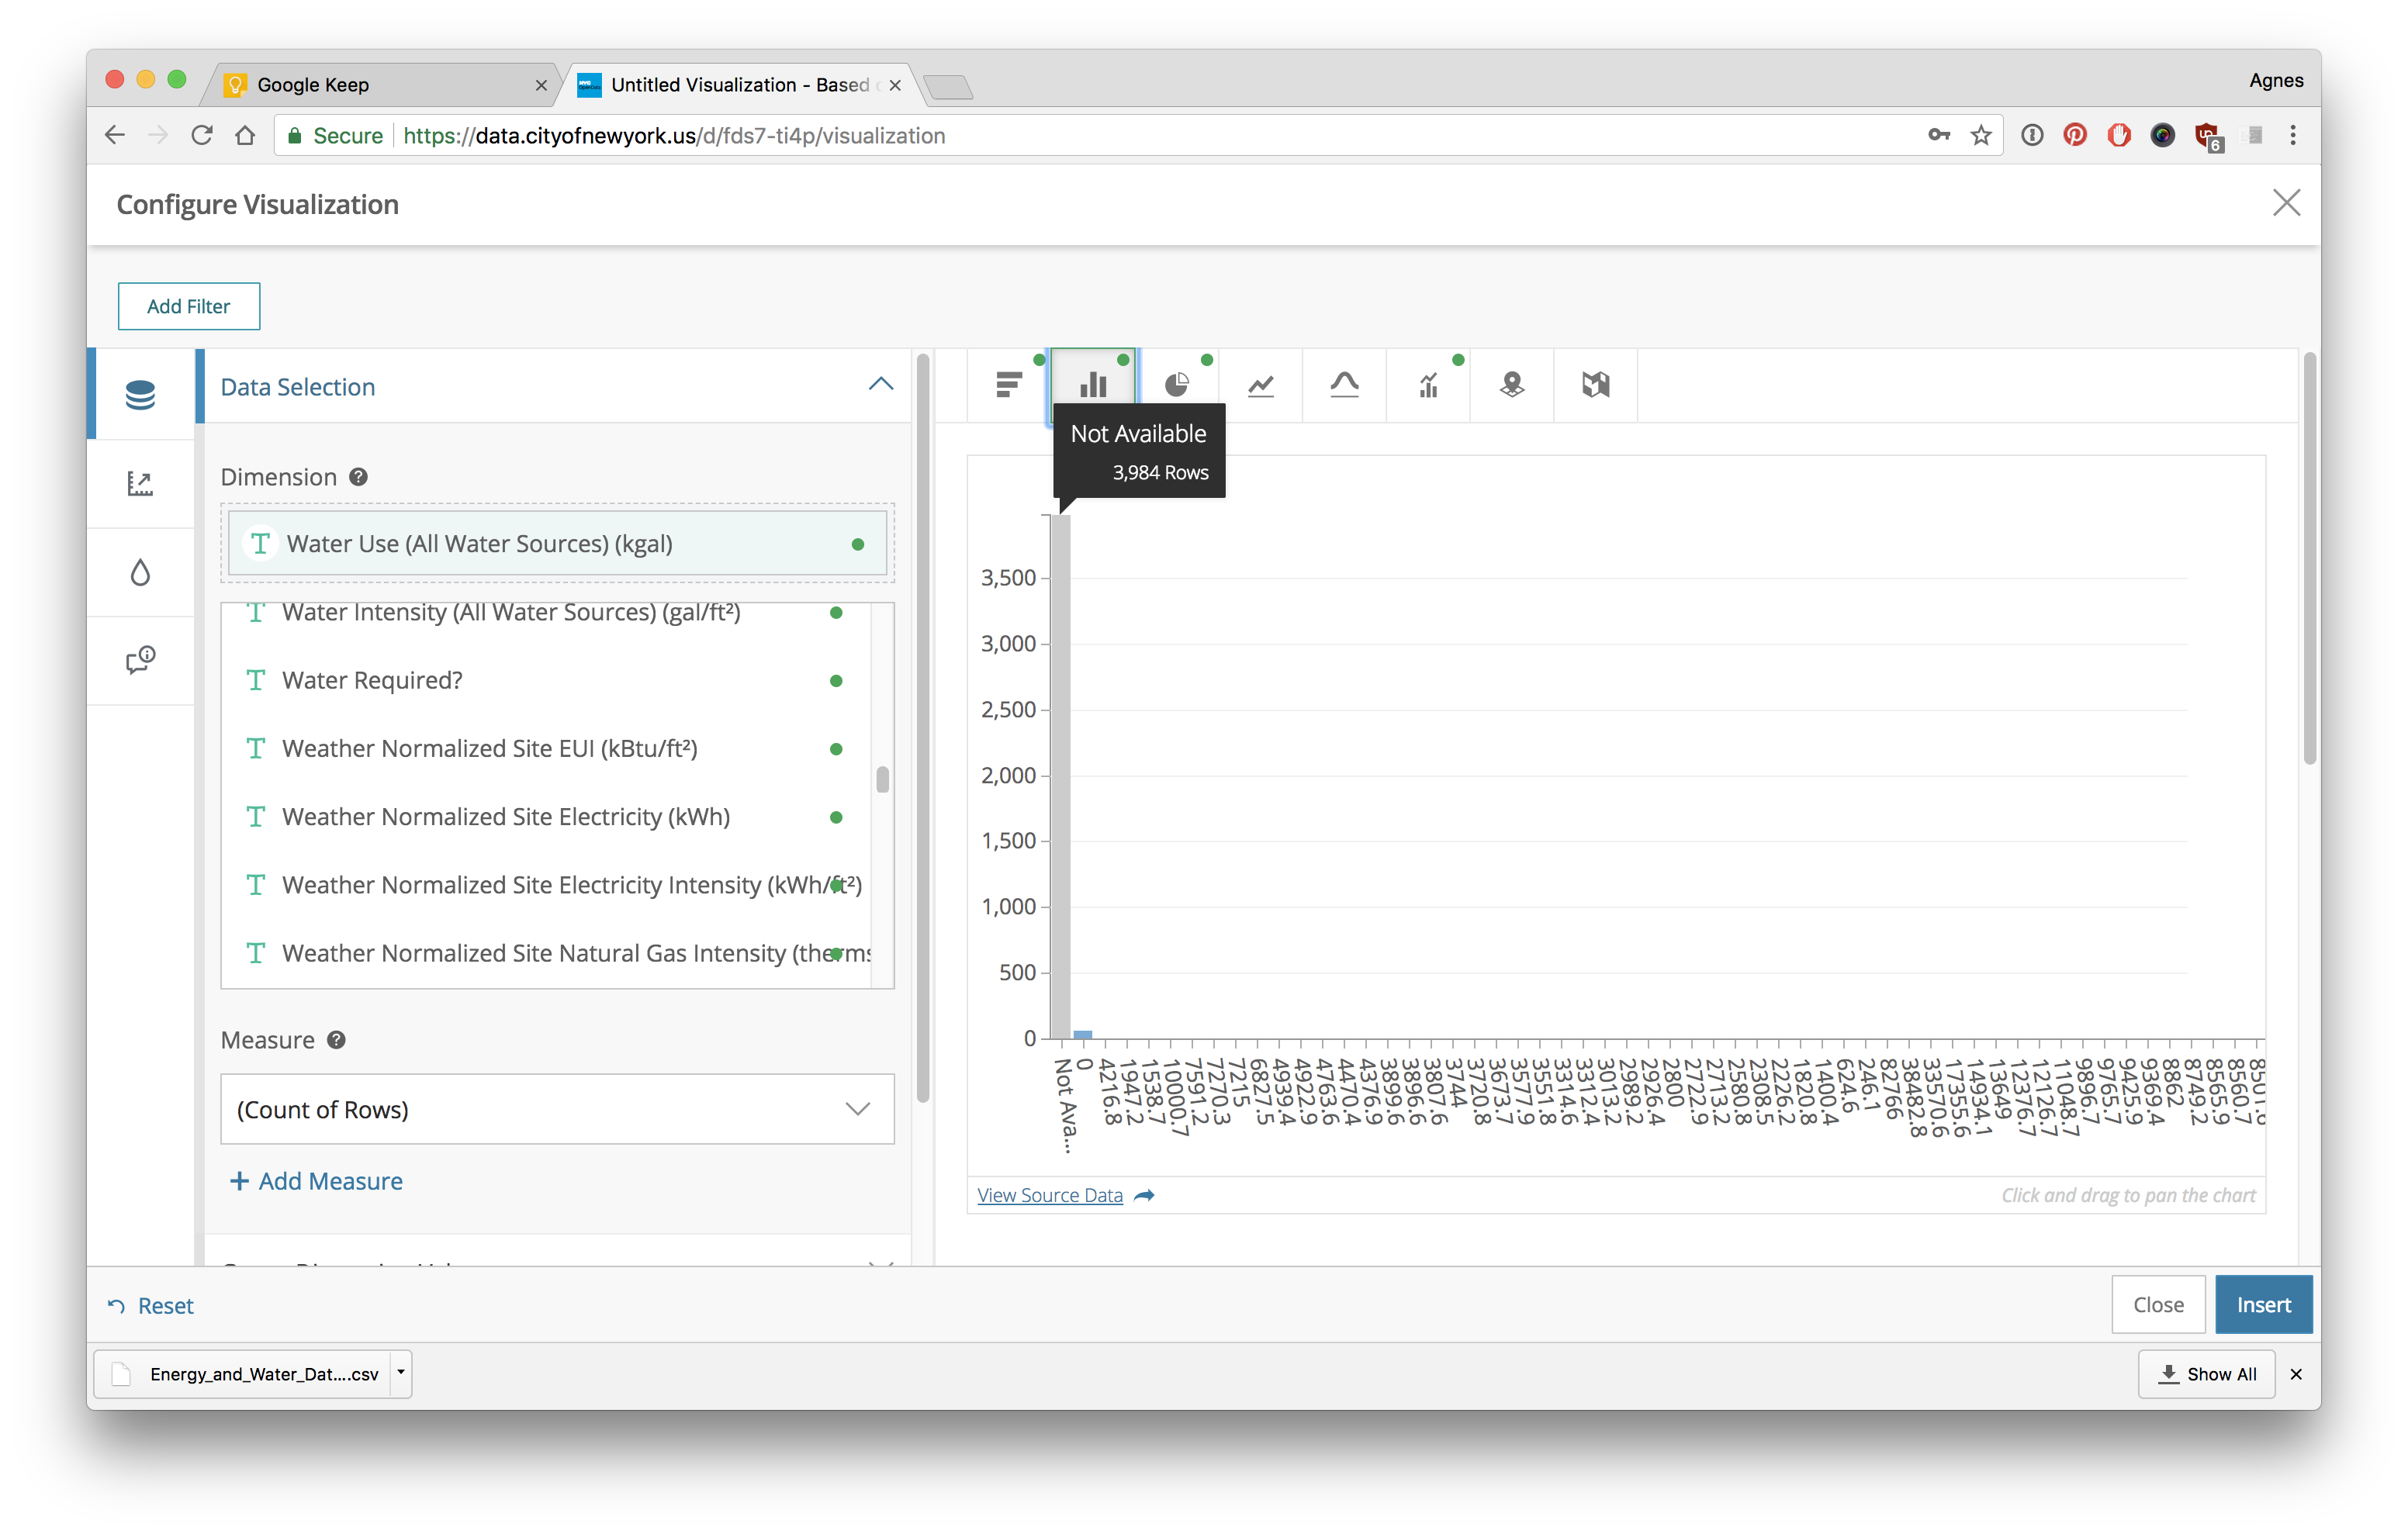 Google Keep
Untitled Visualization - Based
Agnes
Secure https://data.cityofnewyork.us/d/fds7-ti4p/visualization
6
Configure Visualization
Add Filter
Data Selection
Dimension
Water Use (All Water Sources) (kgal)
Water Intensity (All Water Sources) (gal/ft²)
Water Required?
Weather Normalized Site EUI (kBtu/ft²)
Weather Normalized Site Electricity (kWh)
Weather Normalized Site Electricity Intensity (kWh/ft²)
Weather Normalized Site Natural Gas Intensity (therms
Measure
(Count of Rows)
+ Add Measure
Not Available
3,984 Rows
3,500
3,000
2,500
2,000
1,500
1,000
500
0
Not Ava...
0
4216.8
1947.2
1538.7
10000.7
7591.2
7270.3
7215
6827.5
4939.4
4922.9
4763.6
4470.4
4376.9
3899.6
3896.6
3807.6
3744
3720.8
3673.7
3577.9
3551.8
3314.6
3312.4
3013.2
2989.2
2926.4
2800
2722.9
2713.2
2580.8
2308.5
2226.2
1820.8
1400.4
624.6
246.1
82766
38482.8
33570.6
17355.6
14934.1
13649
12376.7
12126.7
11048.7
9896.7
9765.7
9425.9
9369.4
8862
8749.2
8565.9
8560.7
View Source Data
Click and drag to pan the chart
Reset
Close
Insert
Energy_and_Water_Dat....csv
Show All